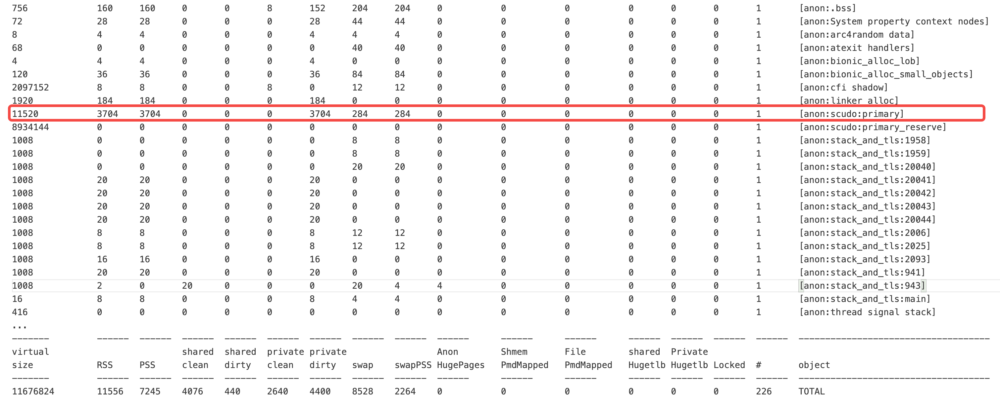 756 160 160 0 0 8 152 204 204 0 0 0 0 0 0 1 [anon:.bss]
72 28 28 0 0 0 28 44 44 0 0 0 0 0 0 1 [anon:System property context nodes]
8 4 4 0 0 0 4 4 4 0 0 0 0 0 0 1 [anon:arc4random data]
68 0 0 0 0 0 0 40 40 0 0 0 0 0 0 1 [anon:atexit handlers]
4 4 4 0 0 0 4 0 0 0 0 0 0 0 0 1 [anon:bionic_alloc_lob]
120 36 36 0 0 0 36 84 84 0 0 0 0 0 0 1 [anon:bionic_alloc_small_objects]
2097152 8 8 0 0 8 0 12 12 0 0 0 0 0 0 1 [anon:cfi shadow]
1920 184 184 0 0 0 184 0 0 0 0 0 0 0 0 1 [anon:linker alloc]
11520 3704 3704 0 0 0 3704 284 284 0 0 0 0 0 0 1 [anon:scudo:primary]
8934144 0 0 0 0 0 0 0 0 0 0 0 0 0 0 1 [anon:scudo:primary_reserve]
1008 0 0 0 0 0 0 8 8 0 0 0 0 0 0 1 [anon:stack_and_tls:1958]
1008 0 0 0 0 0 0 8 8 0 0 0 0 0 0 1 [anon:stack_and_tls:1959]
1008 0 0 0 0 0 0 20 20 0 0 0 0 0 0 1 [anon:stack_and_tls:20040]
1008 20 20 0 0 0 20 0 0 0 0 0 0 0 0 1 [anon:stack_and_tls:20041]
1008 20 20 0 0 0 20 0 0 0 0 0 0 0 0 1 [anon:stack_and_tls:20042]
1008 20 20 0 0 0 20 0 0 0 0 0 0 0 0 1 [anon:stack_and_tls:20043]
1008 20 20 0 0 0 20 0 0 0 0 0 0 0 0 1 [anon:stack_and_tls:20044]
1008 8 8 0 0 0 8 12 12 0 0 0 0 0 0 1 [anon:stack_and_tls:2006]
1008 8 8 0 0 0 8 12 12 0 0 0 0 0 0 1 [anon:stack_and_tls:2025]
1008 16 16 0 0 0 16 0 0 0 0 0 0 0 0 1 [anon:stack_and_tls:2093]
1008 20 20 0 0 0 20 0 0 0 0 0 0 0 0 1 [anon:stack_and_tls:941]
1008 2 0 20 0 0 0 20 4 4 0 0 0 0 0 1 [anon:stack_and_tls:943]
16 8 8 0 0 0 8 4 4 0 0 0 0 0 0 1 [anon:stack_and_tls:main]
416 0 0 0 0 0 0 0 0 0 0 0 0 0 0 1 [anon:thread signal stack]
...
------- ------ ------ ------ ------ ------ ------ ------ ------ ------ ------ ------ ------ ------ ------ ------ ------------------------------------
virtual shared shared private private Anon Shmem File shared Private
size RSS PSS clean dirty clean dirty swap swapPSS HugePages PmdMapped PmdMapped Hugetlb Hugetlb Locked # object
------- ------ ------ ------ ------ ------ ------ ------ ------ ------ ------ ------ ------ ------ ------ ------ ------------------------------------
11676824 11556 7245 4076 440 2640 4400 8528 2264 0 0 0 0 0 0 226 TOTAL